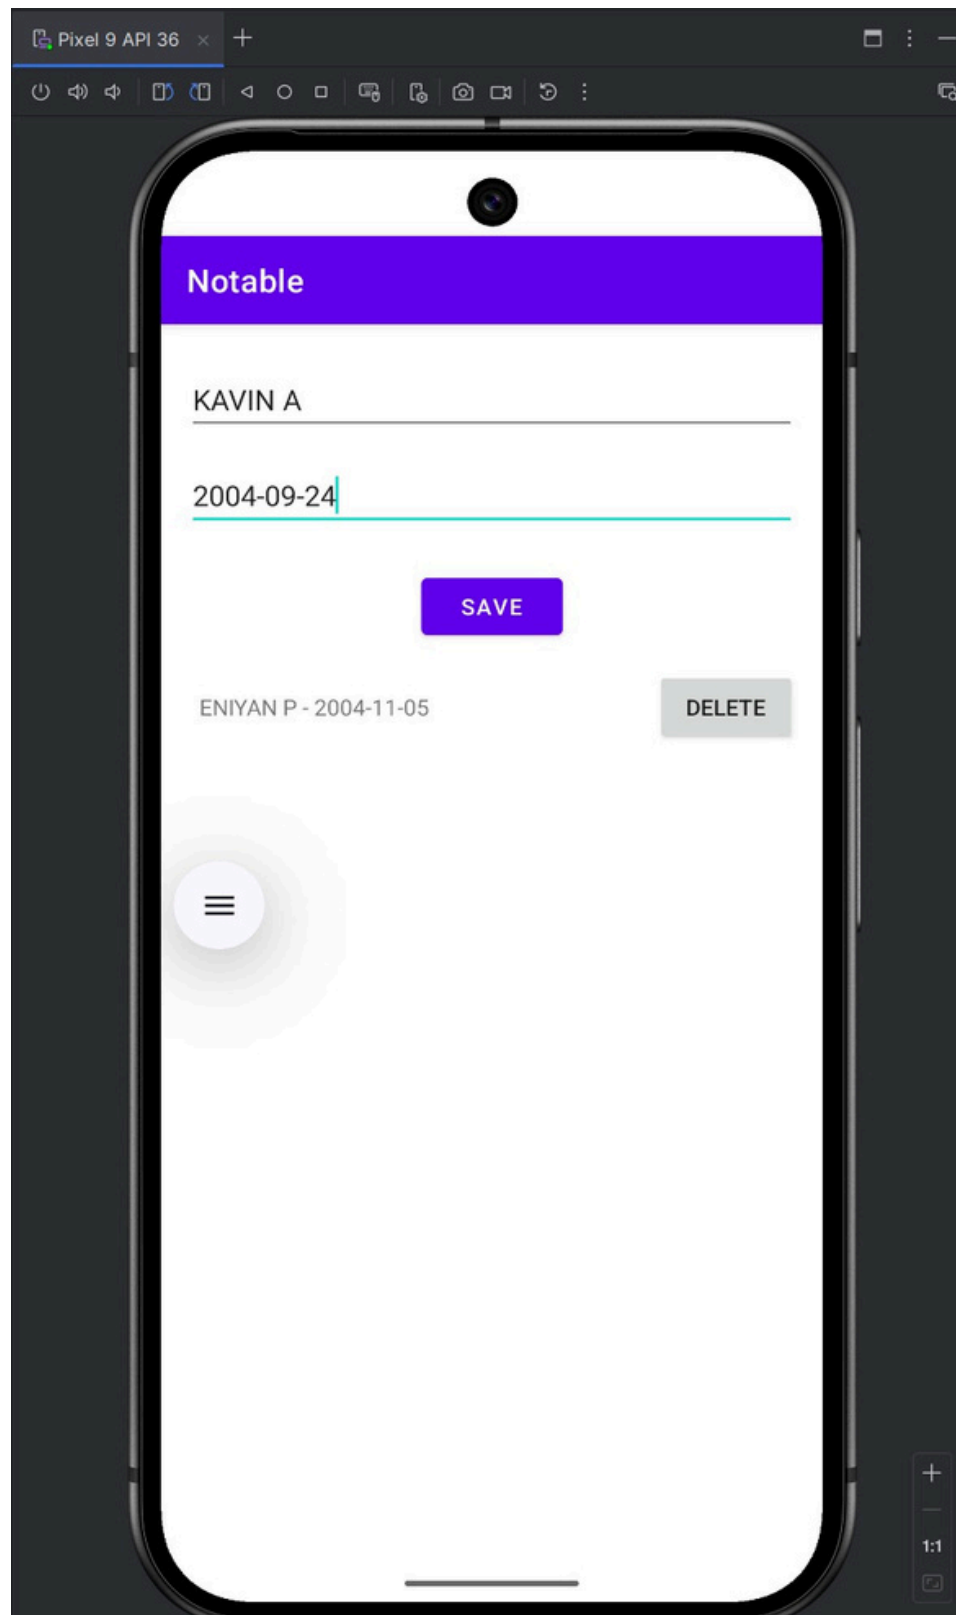 Pixel 9 API 36
Notable
KAVIN A
2004-09-24
SAVE
ENIYAN P - 2004-11-05
DELETE
1:1